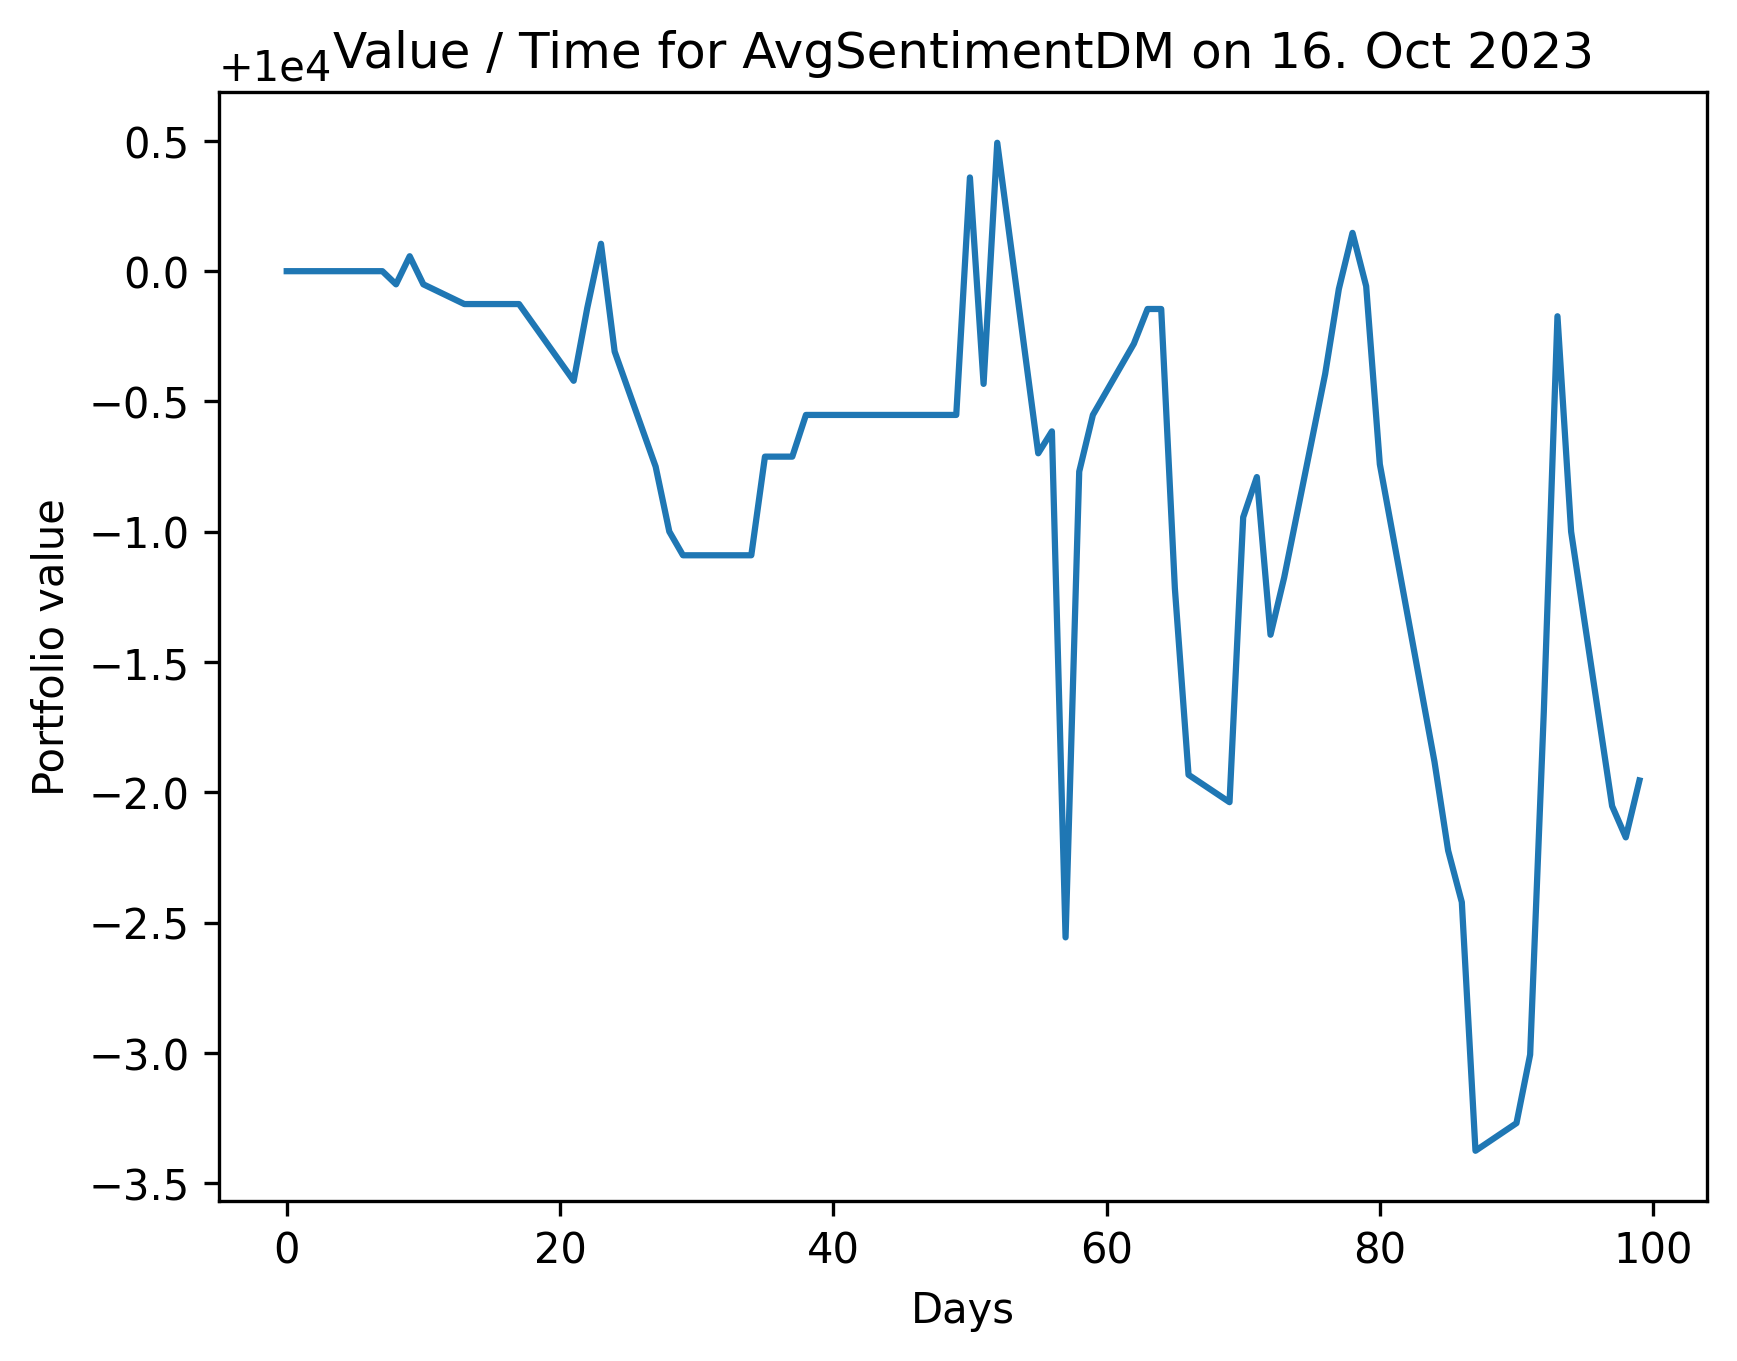 Value / Time for AvgSentimentDM on 16. Oct 2023
+1e4
0.5
0.0
−0.5
−1.0
−1.5
−2.0
−2.5
−3.0
−3.5
Portfolio value
0 20 40 60 80 100
Days